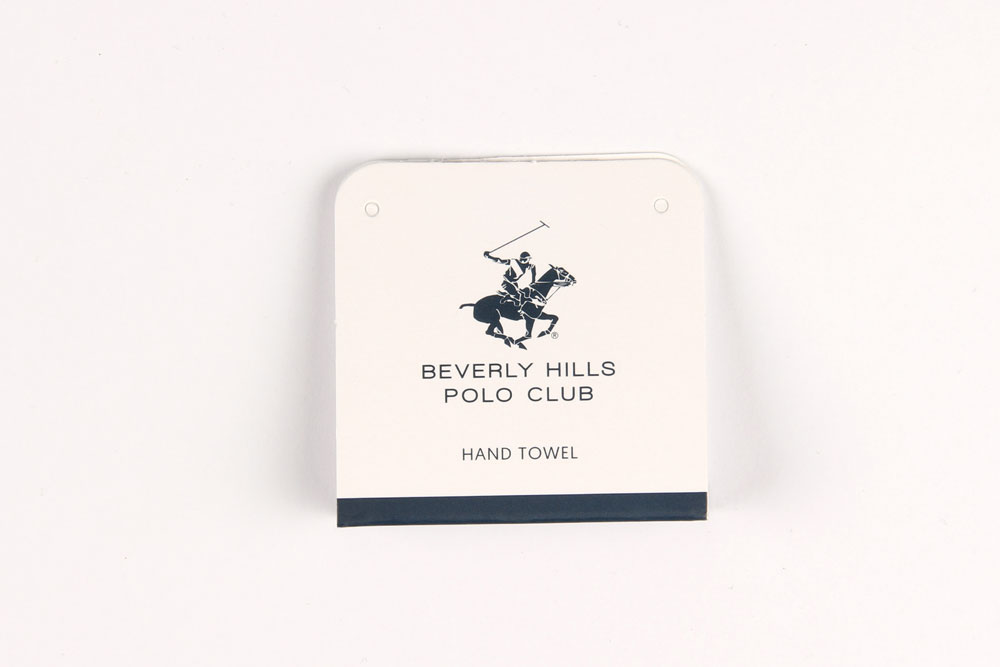 ®
BEVERLY HILLS
POLO CLUB
HAND TOWEL